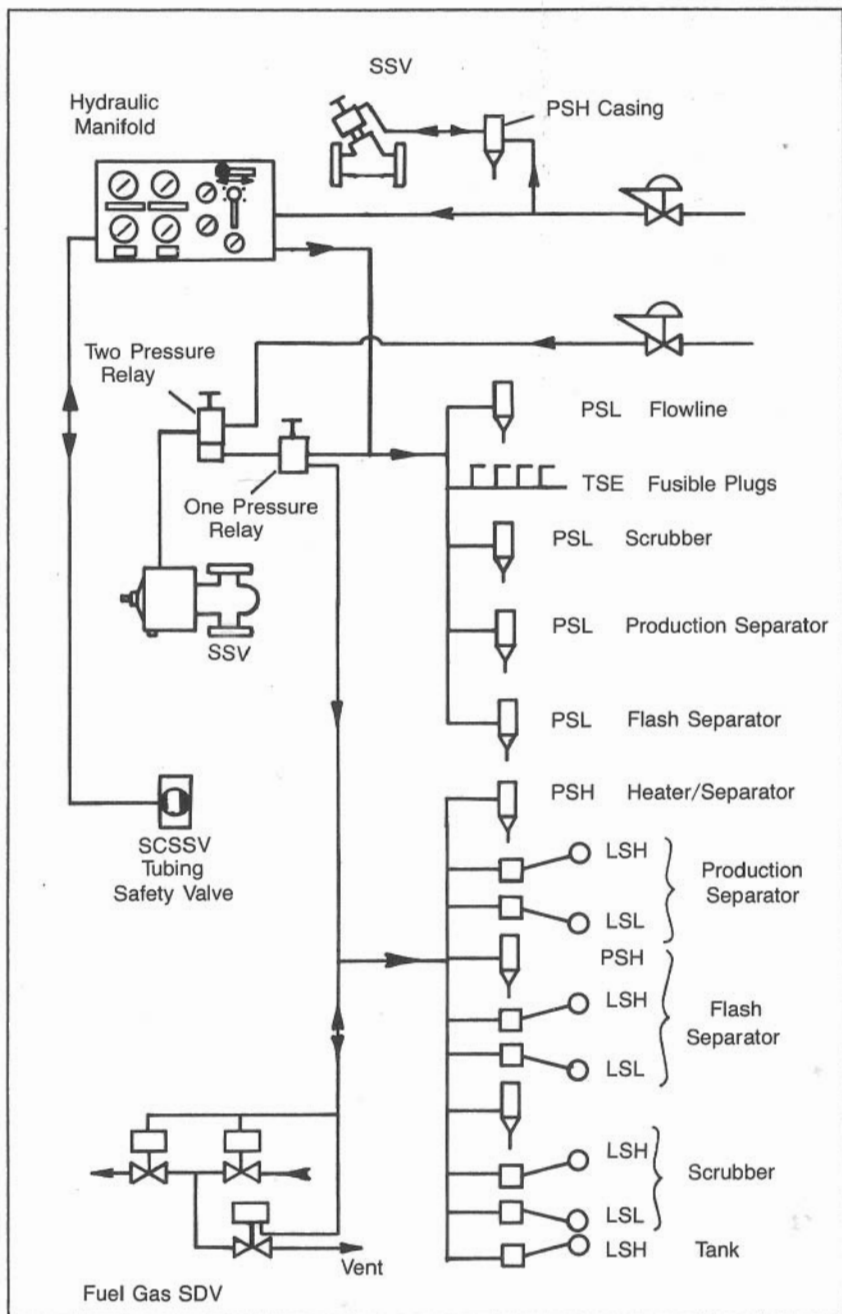 SSV
Hydraulic
Manifold
PSH Casing
Two Pressure
Relay
One Pressure
Relay
SSV
PSL Flowline
TSE Fusible Plugs
PSL Scrubber
PSL Production Separator
PSL Flash Separator
PSH Heater/Separator
SCSSV
Tubing
Safety Valve
LSH
LSL
Production
Separator
PSH
LSH
LSL
Flash
Separator
LSH
LSL
Scrubber
LSH Tank
Vent
Fuel Gas SDV